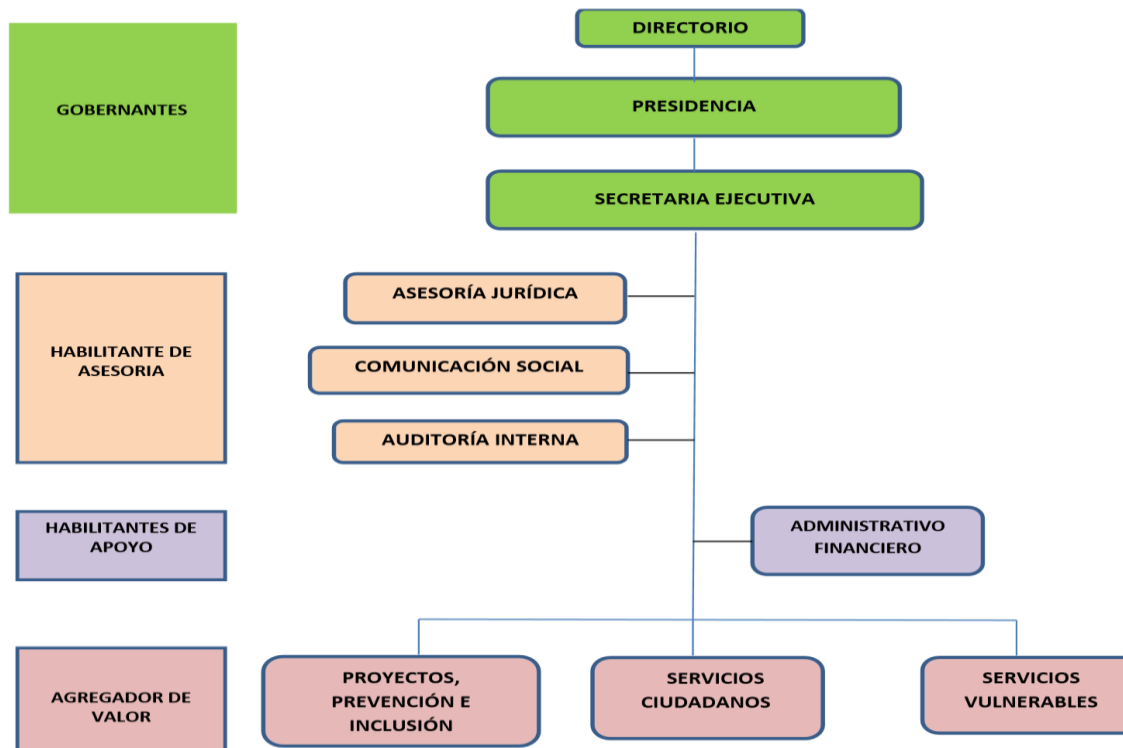 GOBERNANTES
DIRECTORIO
PRESIDENCIA
SECRETARIA EJECUTIVA
HABILITANTE DE
ASESORIA
ASESORÍA JURÍDICA
COMUNICACIÓN SOCIAL
AUDITORÍA INTERNA
HABILITANTES DE
APOYO
ADMINISTRATIVO
FINANCIERO
AGREGADOR DE
VALOR
PROYECTOS,
PREVENCIÓN E
INCLUSIÓN
SERVICIOS
CIUDADANOS
SERVICIOS
VULNERABLES